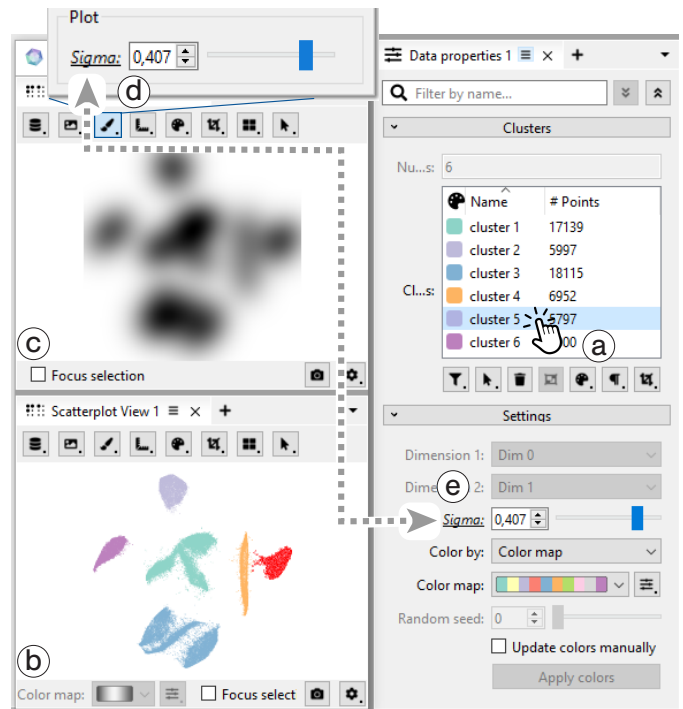 Plot
Sigma: 0,407
d
Data properties 1
Filter by name...
Clusters
Nu...s: 6
Name # Points
cluster 1 17139
cluster 2 5997
cluster 3 18115
Cl...s:
cluster 4 6952
cluster 5 5797
cluster 6
a
c
Focus selection
Scatterplot View 1
b
Color map:
Focus select
Settings
Dimension 1: Dim 0
2: Dim 1
e
Sigma: 0,407
Color by: Color map
Color map:
Random seed: 0
Update colors manually
Apply colors